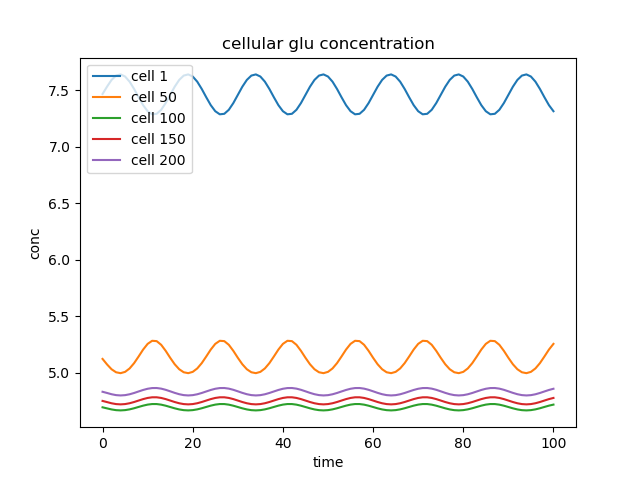 cellular glu concentration
cell 1
cell 50
cell 100
cell 150
cell 200
7.5
7.0
6.5
6.0
5.5
5.0
conc
0 20 40 60 80 100
time